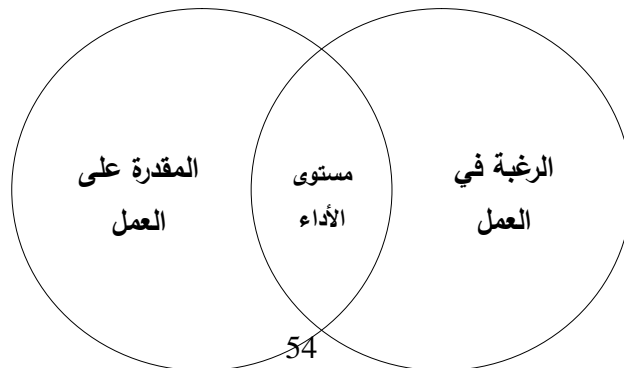 الرغبة في
العمل
مستوى
الأداء
المقدرة على
العمل
54